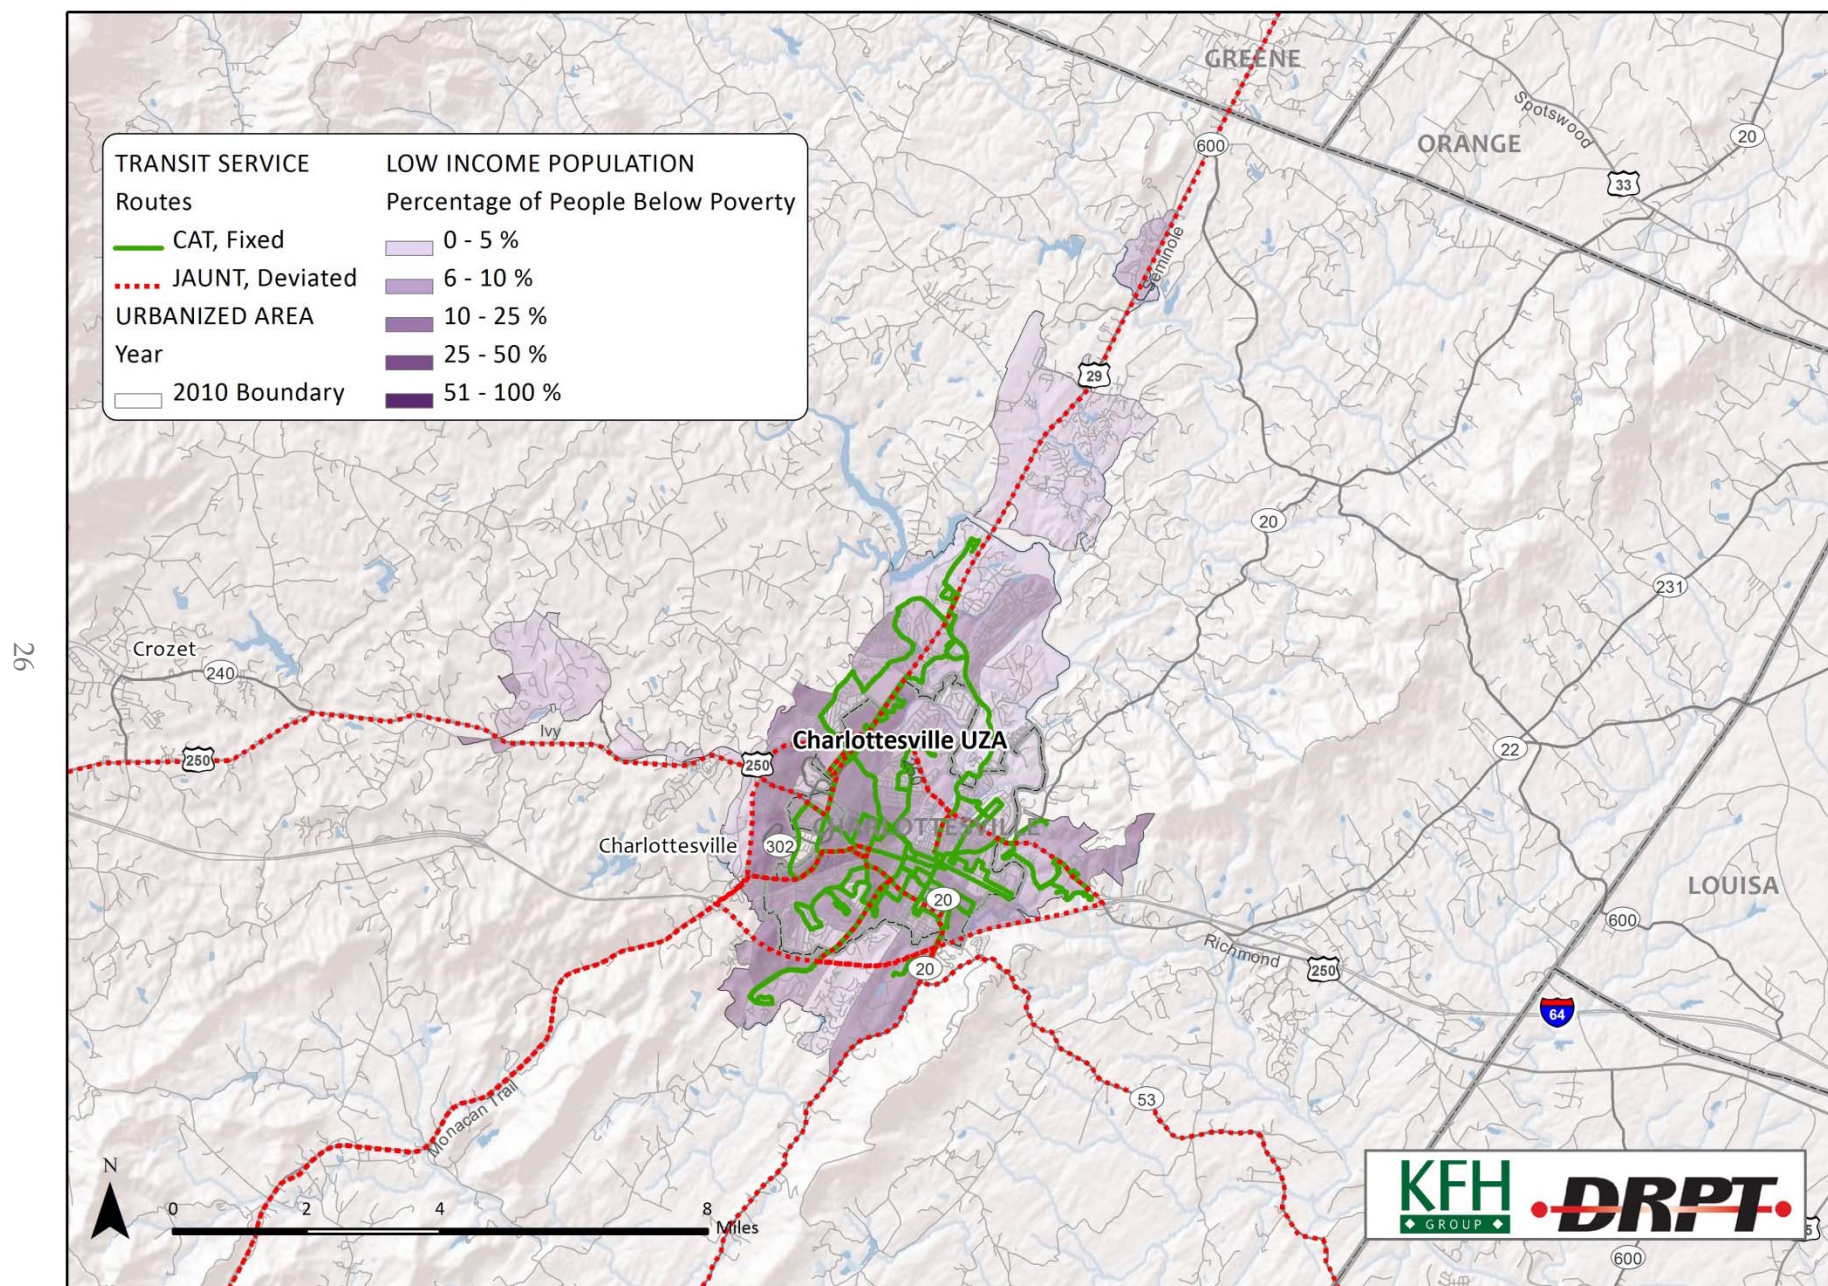 GREENE
ORANGE
Spotswood
20
33
600
TRANSIT SERVICE
Routes
CAT, Fixed
JAUNT, Deviated
URBANIZED AREA
Year
2010 Boundary
LOW INCOME POPULATION
Percentage of People Below Poverty
0 - 5 %
6 - 10 %
10 - 25 %
25 - 50 %
51 - 100 %
Seminole
29
20
231
26
Crozet
240
Ivy
250
250
Charlottesville UZA
22
CHARLOTTESVILLE
Charlottesville
302
20
LOUISA
600
Richmond
250
20
64
53
Monacan Trail
N
0 2 4 8
Miles
KFH
GROUP
DRPT
600